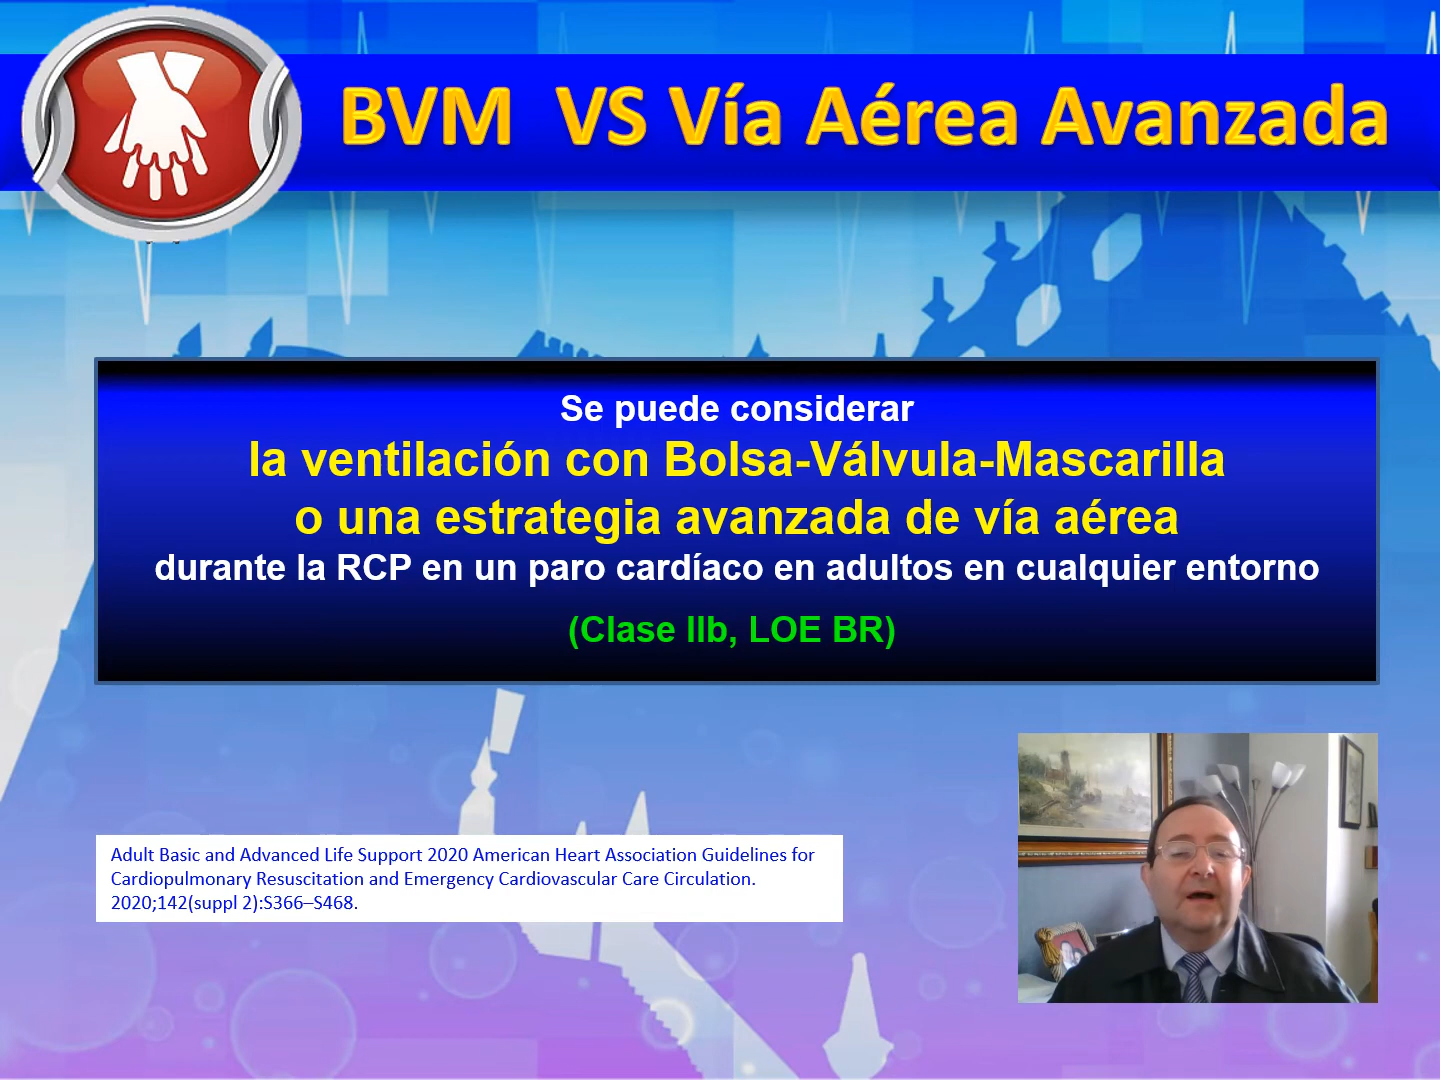 BVM VS Vía Aérea Avanzada
Se puede considerar
la ventilación con Bolsa-Válvula-Mascarilla
o una estrategia avanzada de vía aérea
durante la RCP en un paro cardíaco en adultos en cualquier entorno
(Clase IIb, LOE BR)
Adult Basic and Advanced Life Support 2020 American Heart Association Guidelines for
Cardiopulmonary Resuscitation and Emergency Cardiovascular Care Circulation.
2020;142(suppl 2):S366–S468.